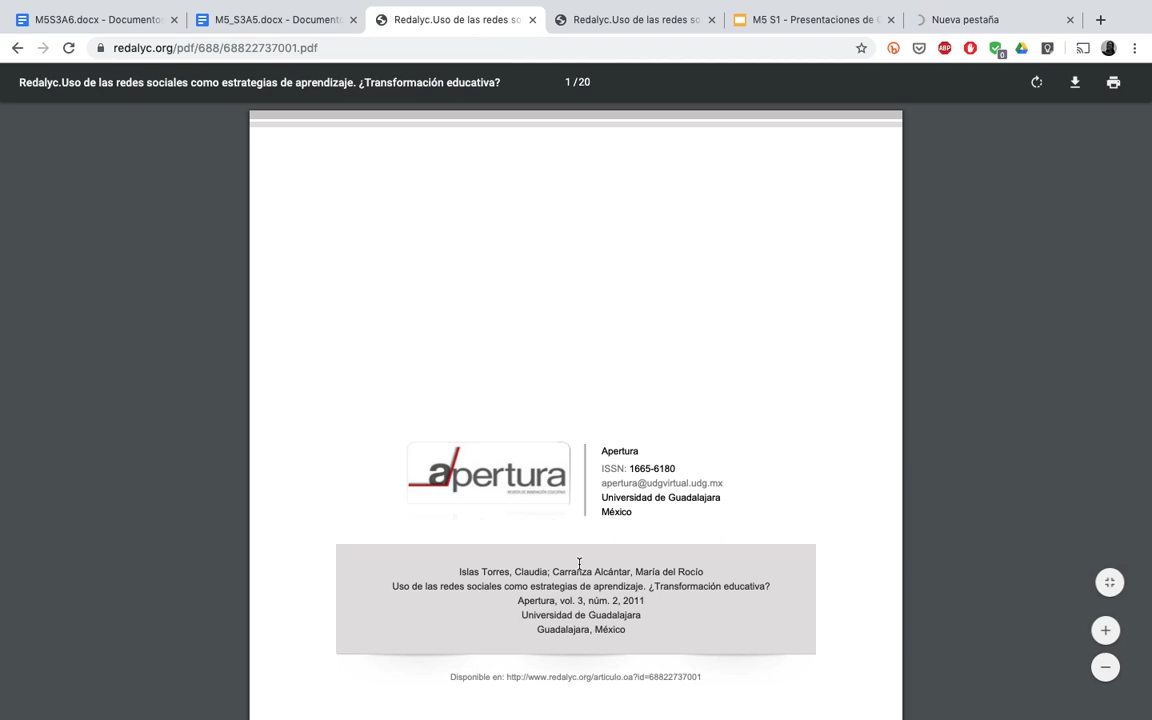 M5S3A6.docx - Documento
M5_S3A5.docx - Document
Redalyc.Uso de las redes so
Redalyc.Uso de las redes so
M5 S1 - Presentaciones de
Nueva pestaña
redalyc.org/pdf/688/68822737001.pdf
ABP
0
Redalyc.Uso de las redes sociales como estrategias de aprendizaje. ¿Transformación educativa?
1 / 20
apertura
Apertura
ISSN: 1665-6180
apertura@udgvirtual.udg.mx
Universidad de Guadalajara
México
Islas Torres, Claudia; Carranza Alcántar, María del Rocío
Uso de las redes sociales como estrategias de aprendizaje. ¿Transformación educativa?
Apertura, vol. 3, núm. 2, 2011
Universidad de Guadalajara
Guadalajara, México
Disponible en: http://www.redalyc.org/articulo.oa?id=68822737001